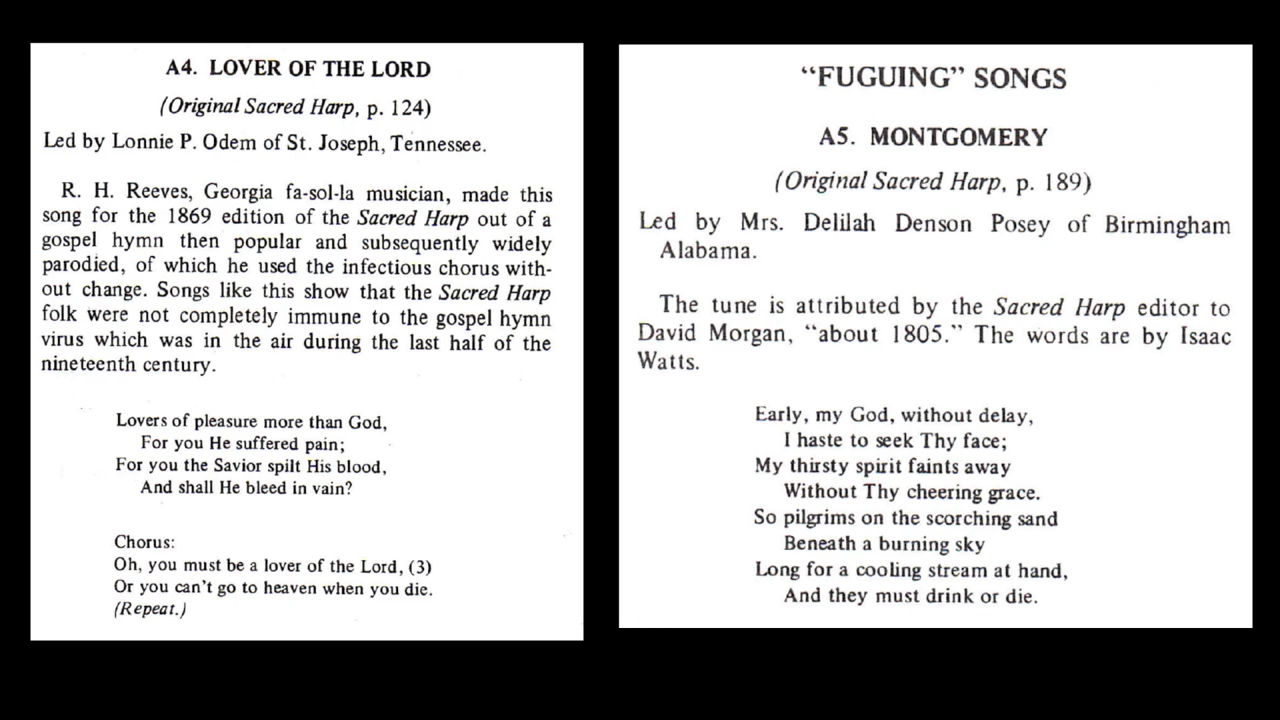 A4. LOVER OF THE LORD
(Original Sacred Harp, p. 124)
Led by Lonnie P. Odem of St. Joseph, Tennessee.
R. H. Reeves, Georgia fa-sol-la musician, made this
song for the 1869 edition of the Sacred Harp out of a
gospel hymn then popular and subsequently widely
parodied, of which he used the infectious chorus with-
out change. Songs like this show that the Sacred Harp
folk were not completely immune to the gospel hymn
virus which was in the air during the last half of the
nineteenth century.
Lovers of pleasure more than God,
For you He suffered pain;
For you the Savior spilt His blood,
And shall He bleed in vain?
Chorus:
Oh, you must be a lover of the Lord, (3)
Or you can't go to heaven when you die.
(Repeat.)
“FUGUING” SONGS
A5. MONTGOMERY
(Original Sacred Harp, p. 189)
Led by Mrs. Delilah Denson Posey of Birmingham
Alabama.
The tune is attributed by the Sacred Harp editor to
David Morgan, “about 1805.” The words are by Isaac
Watts.
Early, my God, without delay,
I haste to seek Thy face;
My thirsty spirit faints away
Without Thy cheering grace.
So pilgrims on the scorching sand
Beneath a burning sky
Long for a cooling stream at hand,
And they must drink or die.